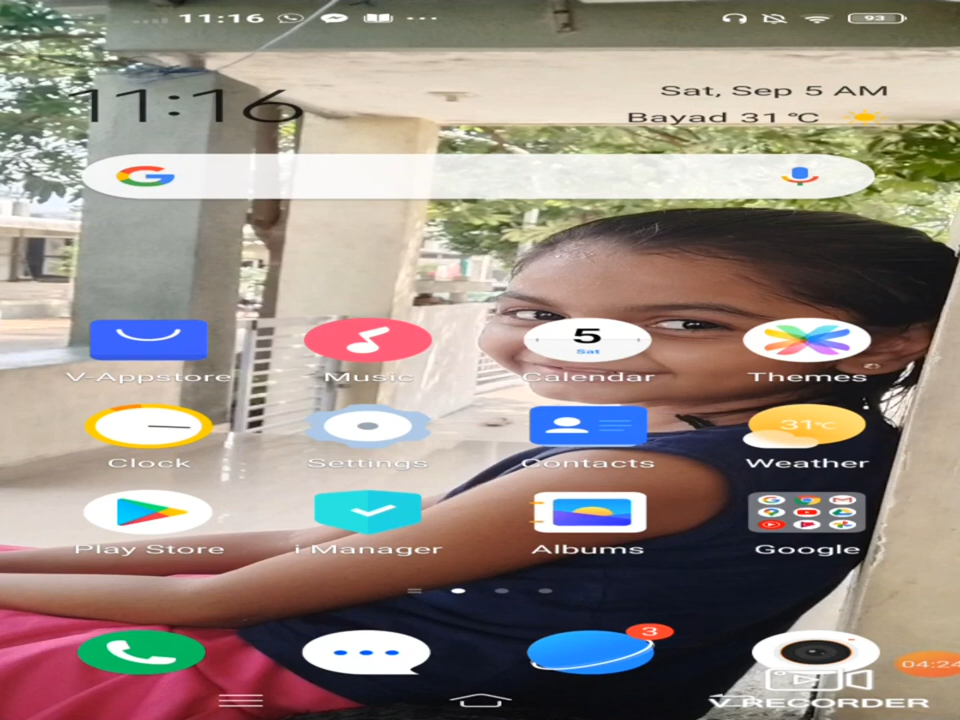 11:16 93
11:16
Sat, Sep 5 AM
Bayad 31℃
5
Sat
V-Appstore Music Calendar Themes
31℃
Clock Settings Contacts Weather
Play Store i Manager Albums Google
3
04:24
V RECORDER